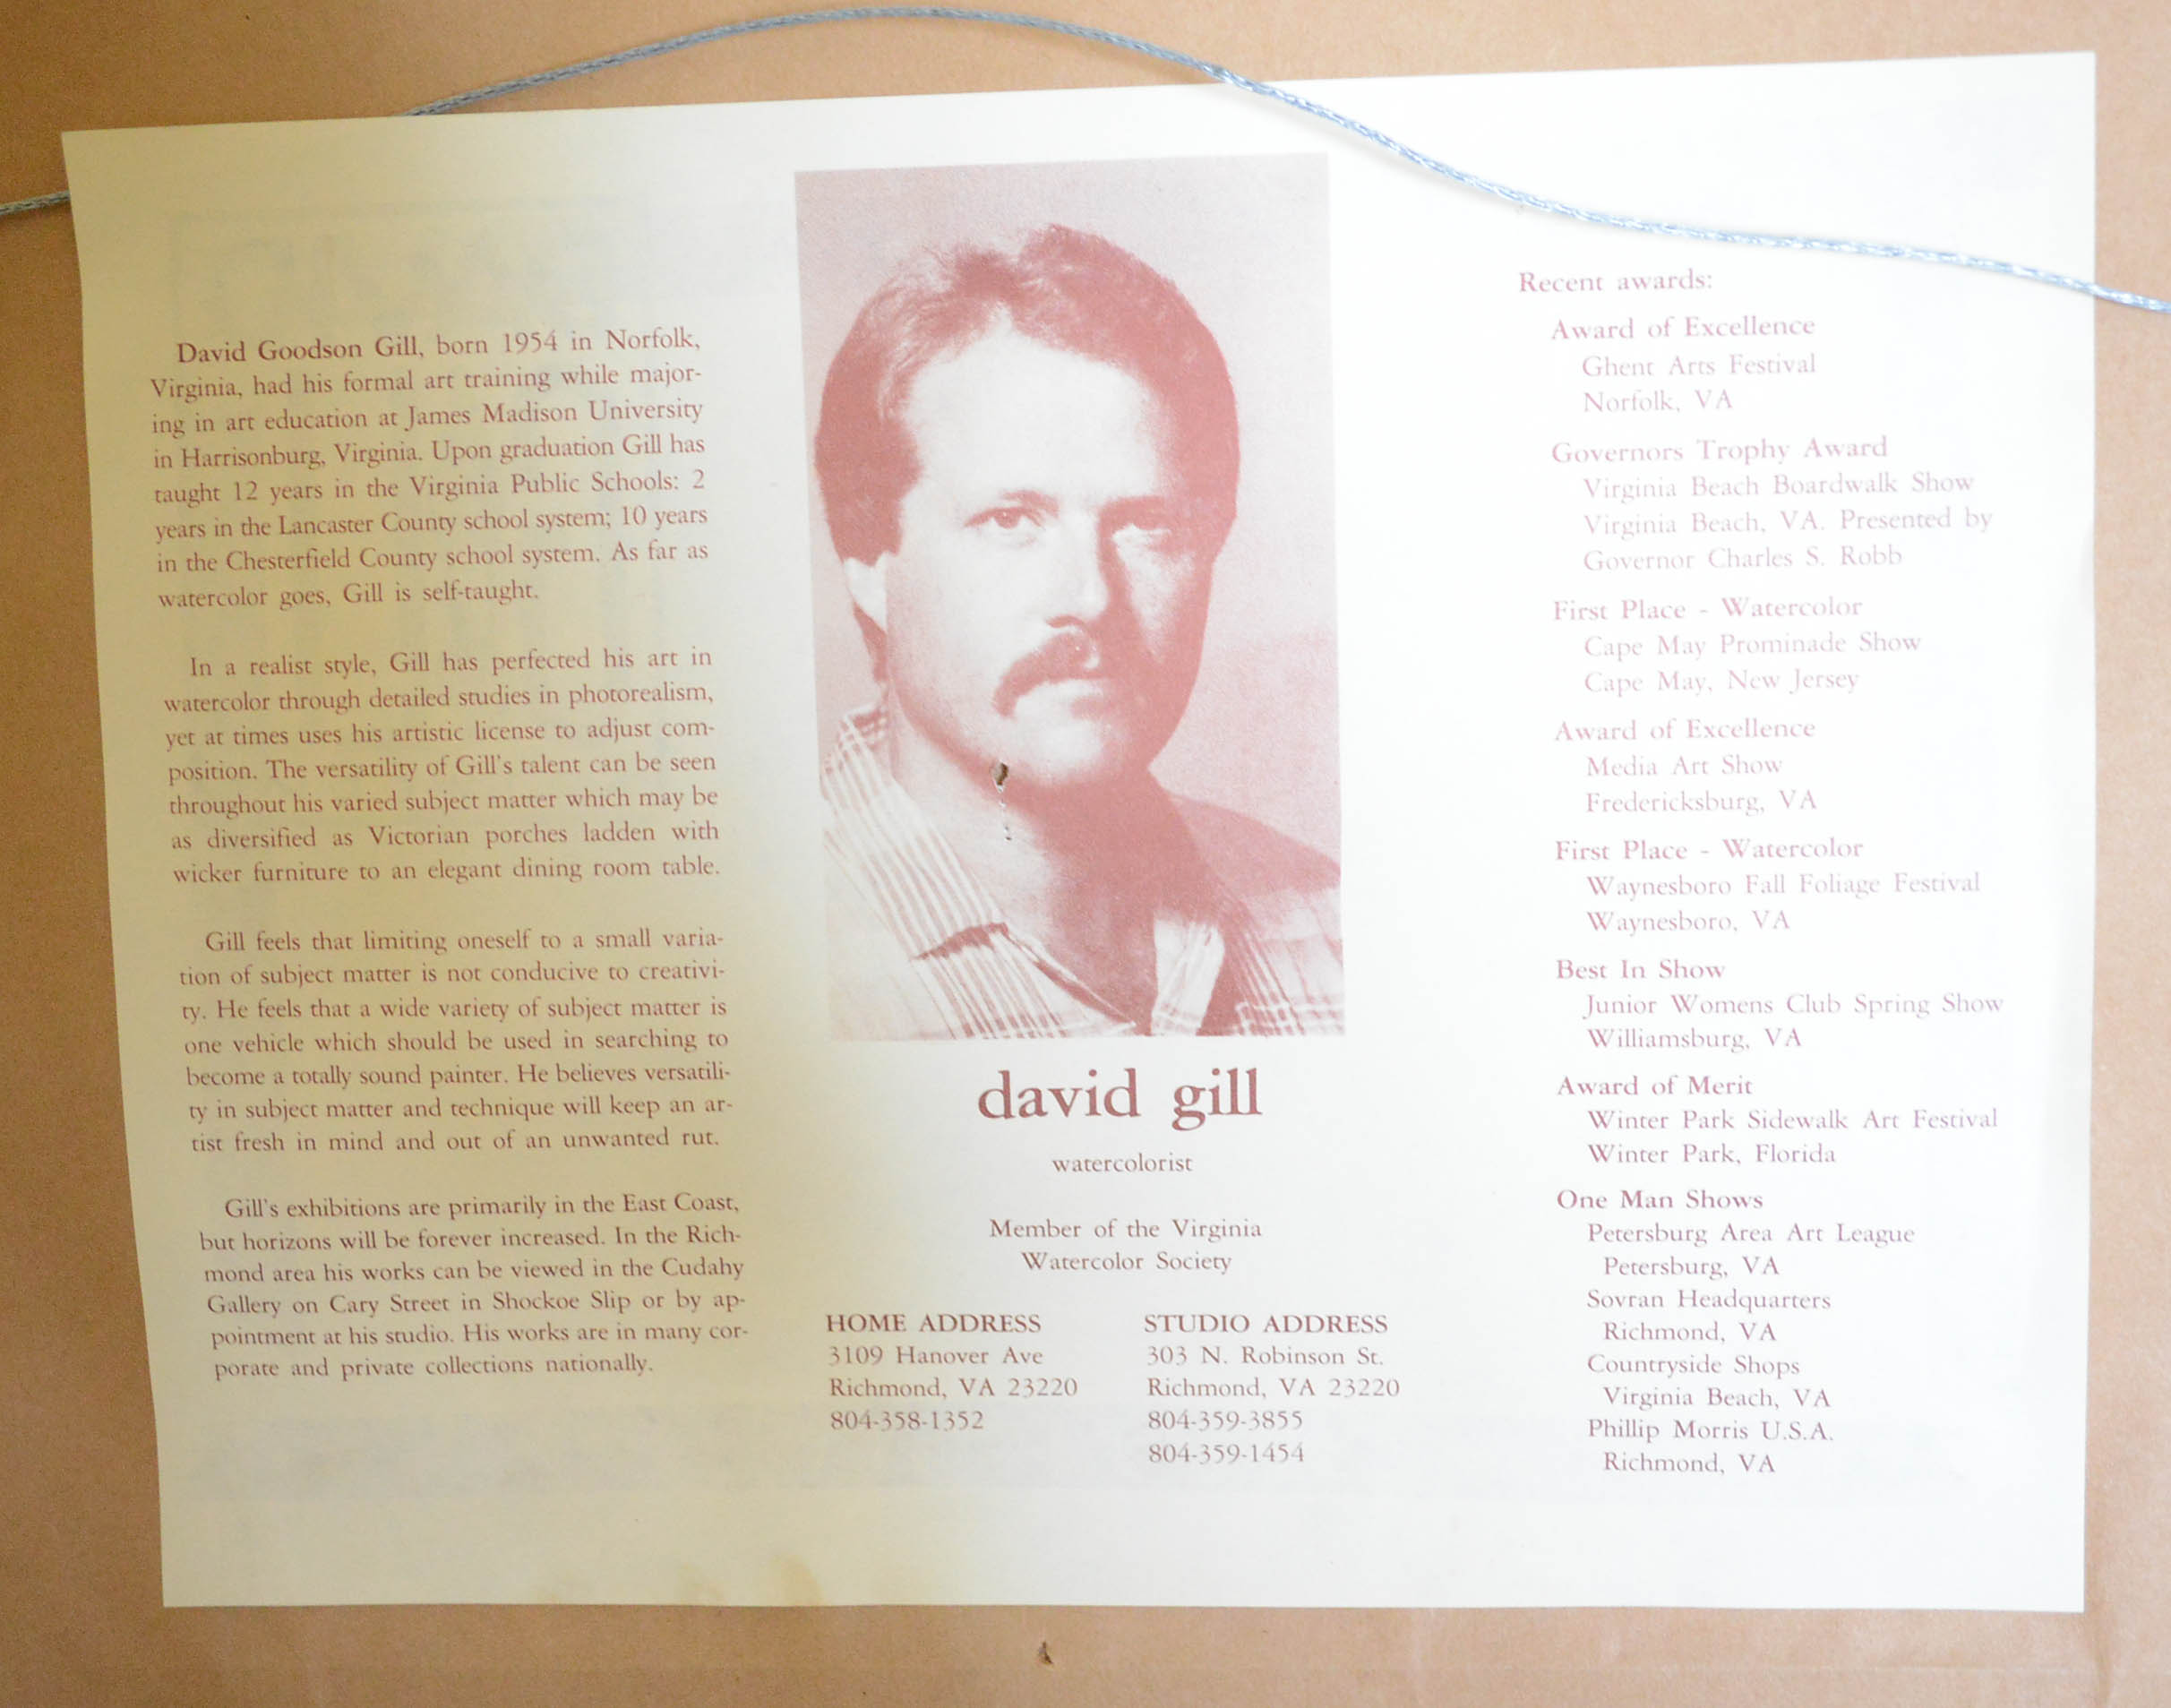 David Goodson Gill, born 1954 in Norfolk,
Virginia, had his formal art training while major-
ing in art education at James Madison University
in Harrisonburg, Virginia. Upon graduation Gill has
taught 12 years in the Virginia Public Schools: 2
years in the Lancaster County school system; 10 years
in the Chesterfield County school system. As far as
watercolor goes, Gill is self-taught.
In a realist style, Gill has perfected his art in
watercolor through detailed studies in photorealism,
yet at times uses his artistic license to adjust com-
position. The versatility of Gill's talent can be seen
throughout his varied subject matter which may be
as diversified as Victorian porches ladden with
wicker furniture to an elegant dining room table.
Gill feels that limiting oneself to a small varia-
tion of subject matter is not conducive to creativi-
ty. He feels that a wide variety of subject matter is
one vehicle which should be used in searching to
become a totally sound painter. He believes versatili-
ty in subject matter and technique will keep an ar-
tist fresh in mind and out of an unwanted rut.
Gill's exhibitions are primarily in the East Coast,
but horizons will be forever increased. In the Rich-
mond area his works can be viewed in the Cudahy
Gallery on Cary Street in Shockoe Slip or by ap-
pointment at his studio. His works are in many cor-
porate and private collections nationally.
david gill
watercolorist
Member of the Virginia
Watercolor Society
HOME ADDRESS
3109 Hanover Ave
Richmond, VA 23220
804-358-1352
STUDIO ADDRESS
303 N. Robinson St.
Richmond, VA 23220
804-359-3855
804-359-1454
Recent awards:
Award of Excellence
Ghent Arts Festival
Norfolk, VA
Governors Trophy Award
Virginia Beach Boardwalk Show
Virginia Beach, VA. Presented by
Governor Charles S. Robb
First Place - Watercolor
Cape May Prominade Show
Cape May, New Jersey
Award of Excellence
Media Art Show
Fredericksburg, VA
First Place - Watercolor
Waynesboro Fall Foliage Festival
Waynesboro, VA
Best In Show
Junior Womens Club Spring Show
Williamsburg, VA
Award of Merit
Winter Park Sidewalk Art Festival
Winter Park, Florida
One Man Shows
Petersburg Area Art League
Petersburg, VA
Sovran Headquarters
Richmond, VA
Countryside Shops
Virginia Beach, VA
Phillip Morris U.S.A.
Richmond, VA